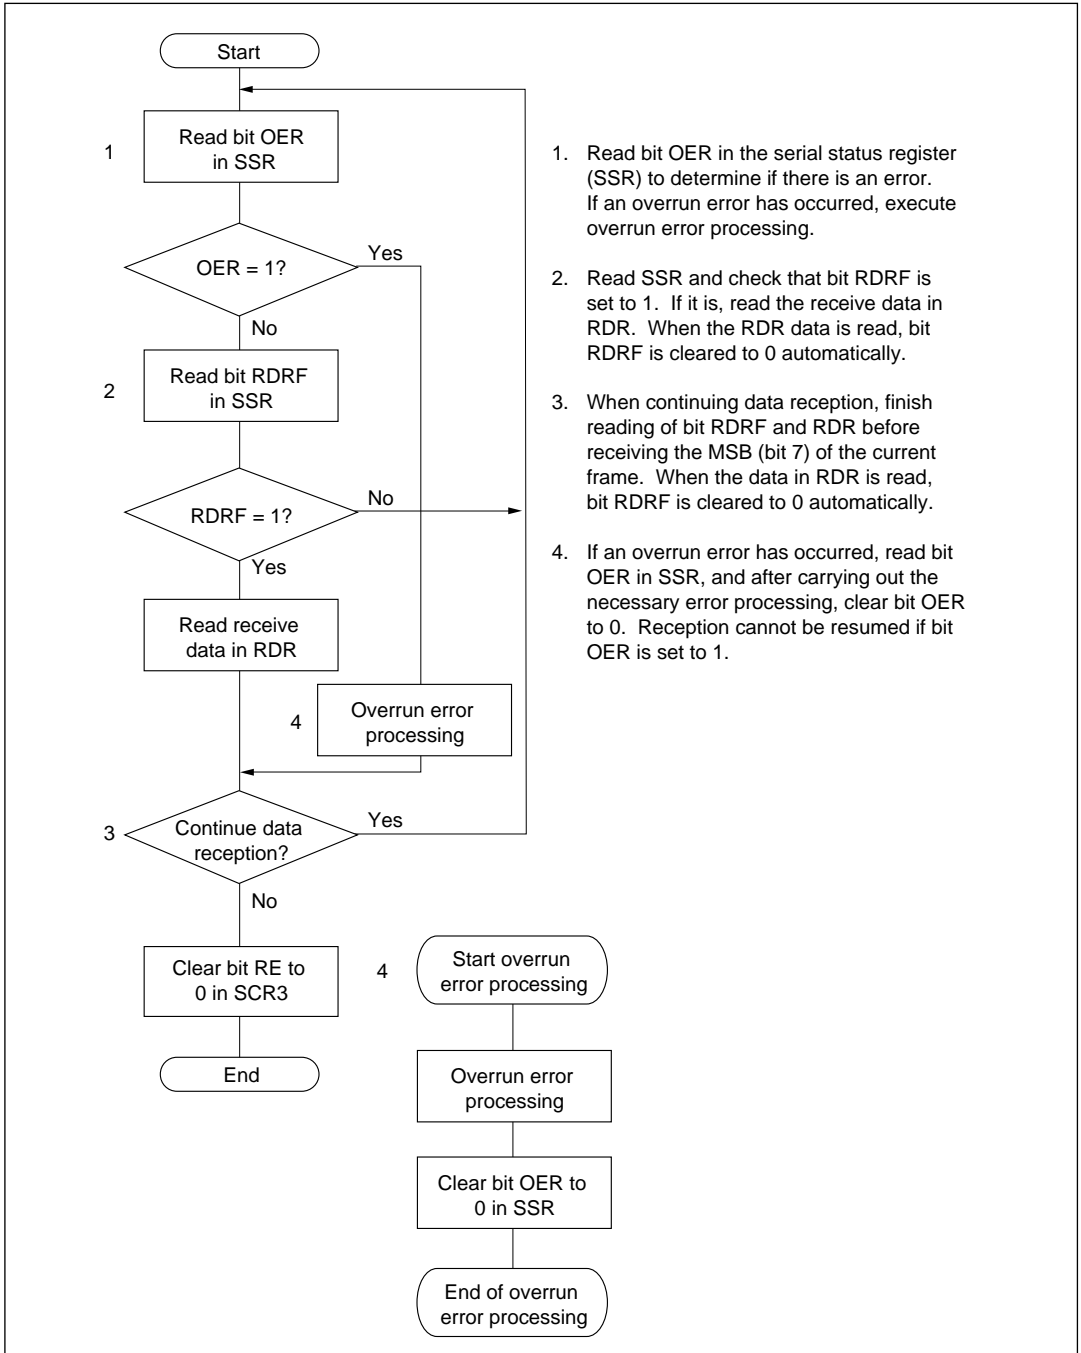 Start
1
Read bit OER
in SSR
OER = 1?
Yes
No
2
Read bit RDRF
in SSR
RDRF = 1?
No
Yes
Read receive
data in RDR
4
Overrun error
processing
3
Continue data
reception?
Yes
No
Clear bit RE to
0 in SCR3
End
4
Start overrun
error processing
Overrun error
processing
Clear bit OER to
0 in SSR
End of overrun
error processing
1. Read bit OER in the serial status register
(SSR) to determine if there is an error.
If an overrun error has occurred, execute
overrun error processing.
2. Read SSR and check that bit RDRF is
set to 1. If it is, read the receive data in
RDR. When the RDR data is read, bit
RDRF is cleared to 0 automatically.
3. When continuing data reception, finish
reading of bit RDRF and RDR before
receiving the MSB (bit 7) of the current
frame. When the data in RDR is read,
bit RDRF is cleared to 0 automatically.
4. If an overrun error has occurred, read bit
OER in SSR, and after carrying out the
necessary error processing, clear bit OER
to 0. Reception cannot be resumed if bit
OER is set to 1.